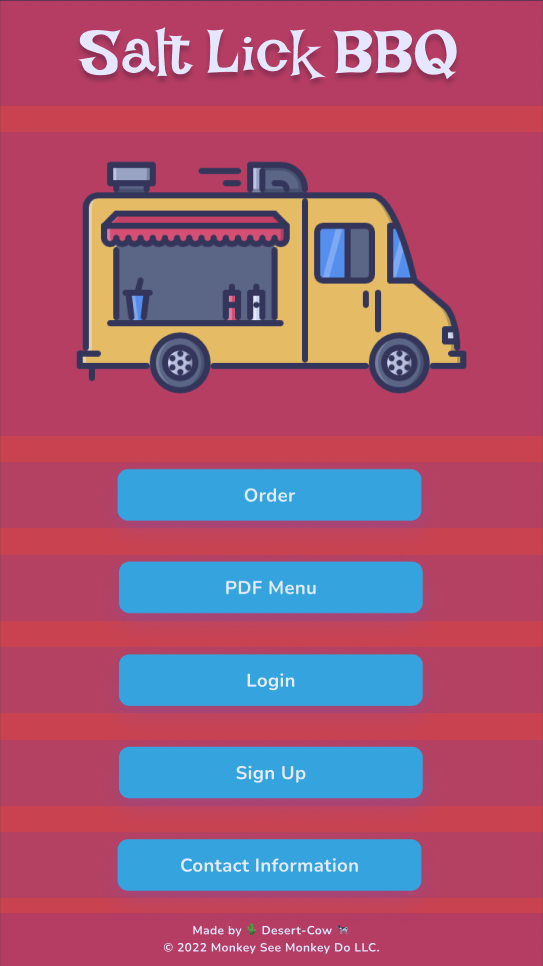 Salt Lick BBQ
Order
PDF Menu
Login
Sign Up
Contact Information
Made by 🌵 Desert-Cow 🐄
© 2022 Monkey See Monkey Do LLC.